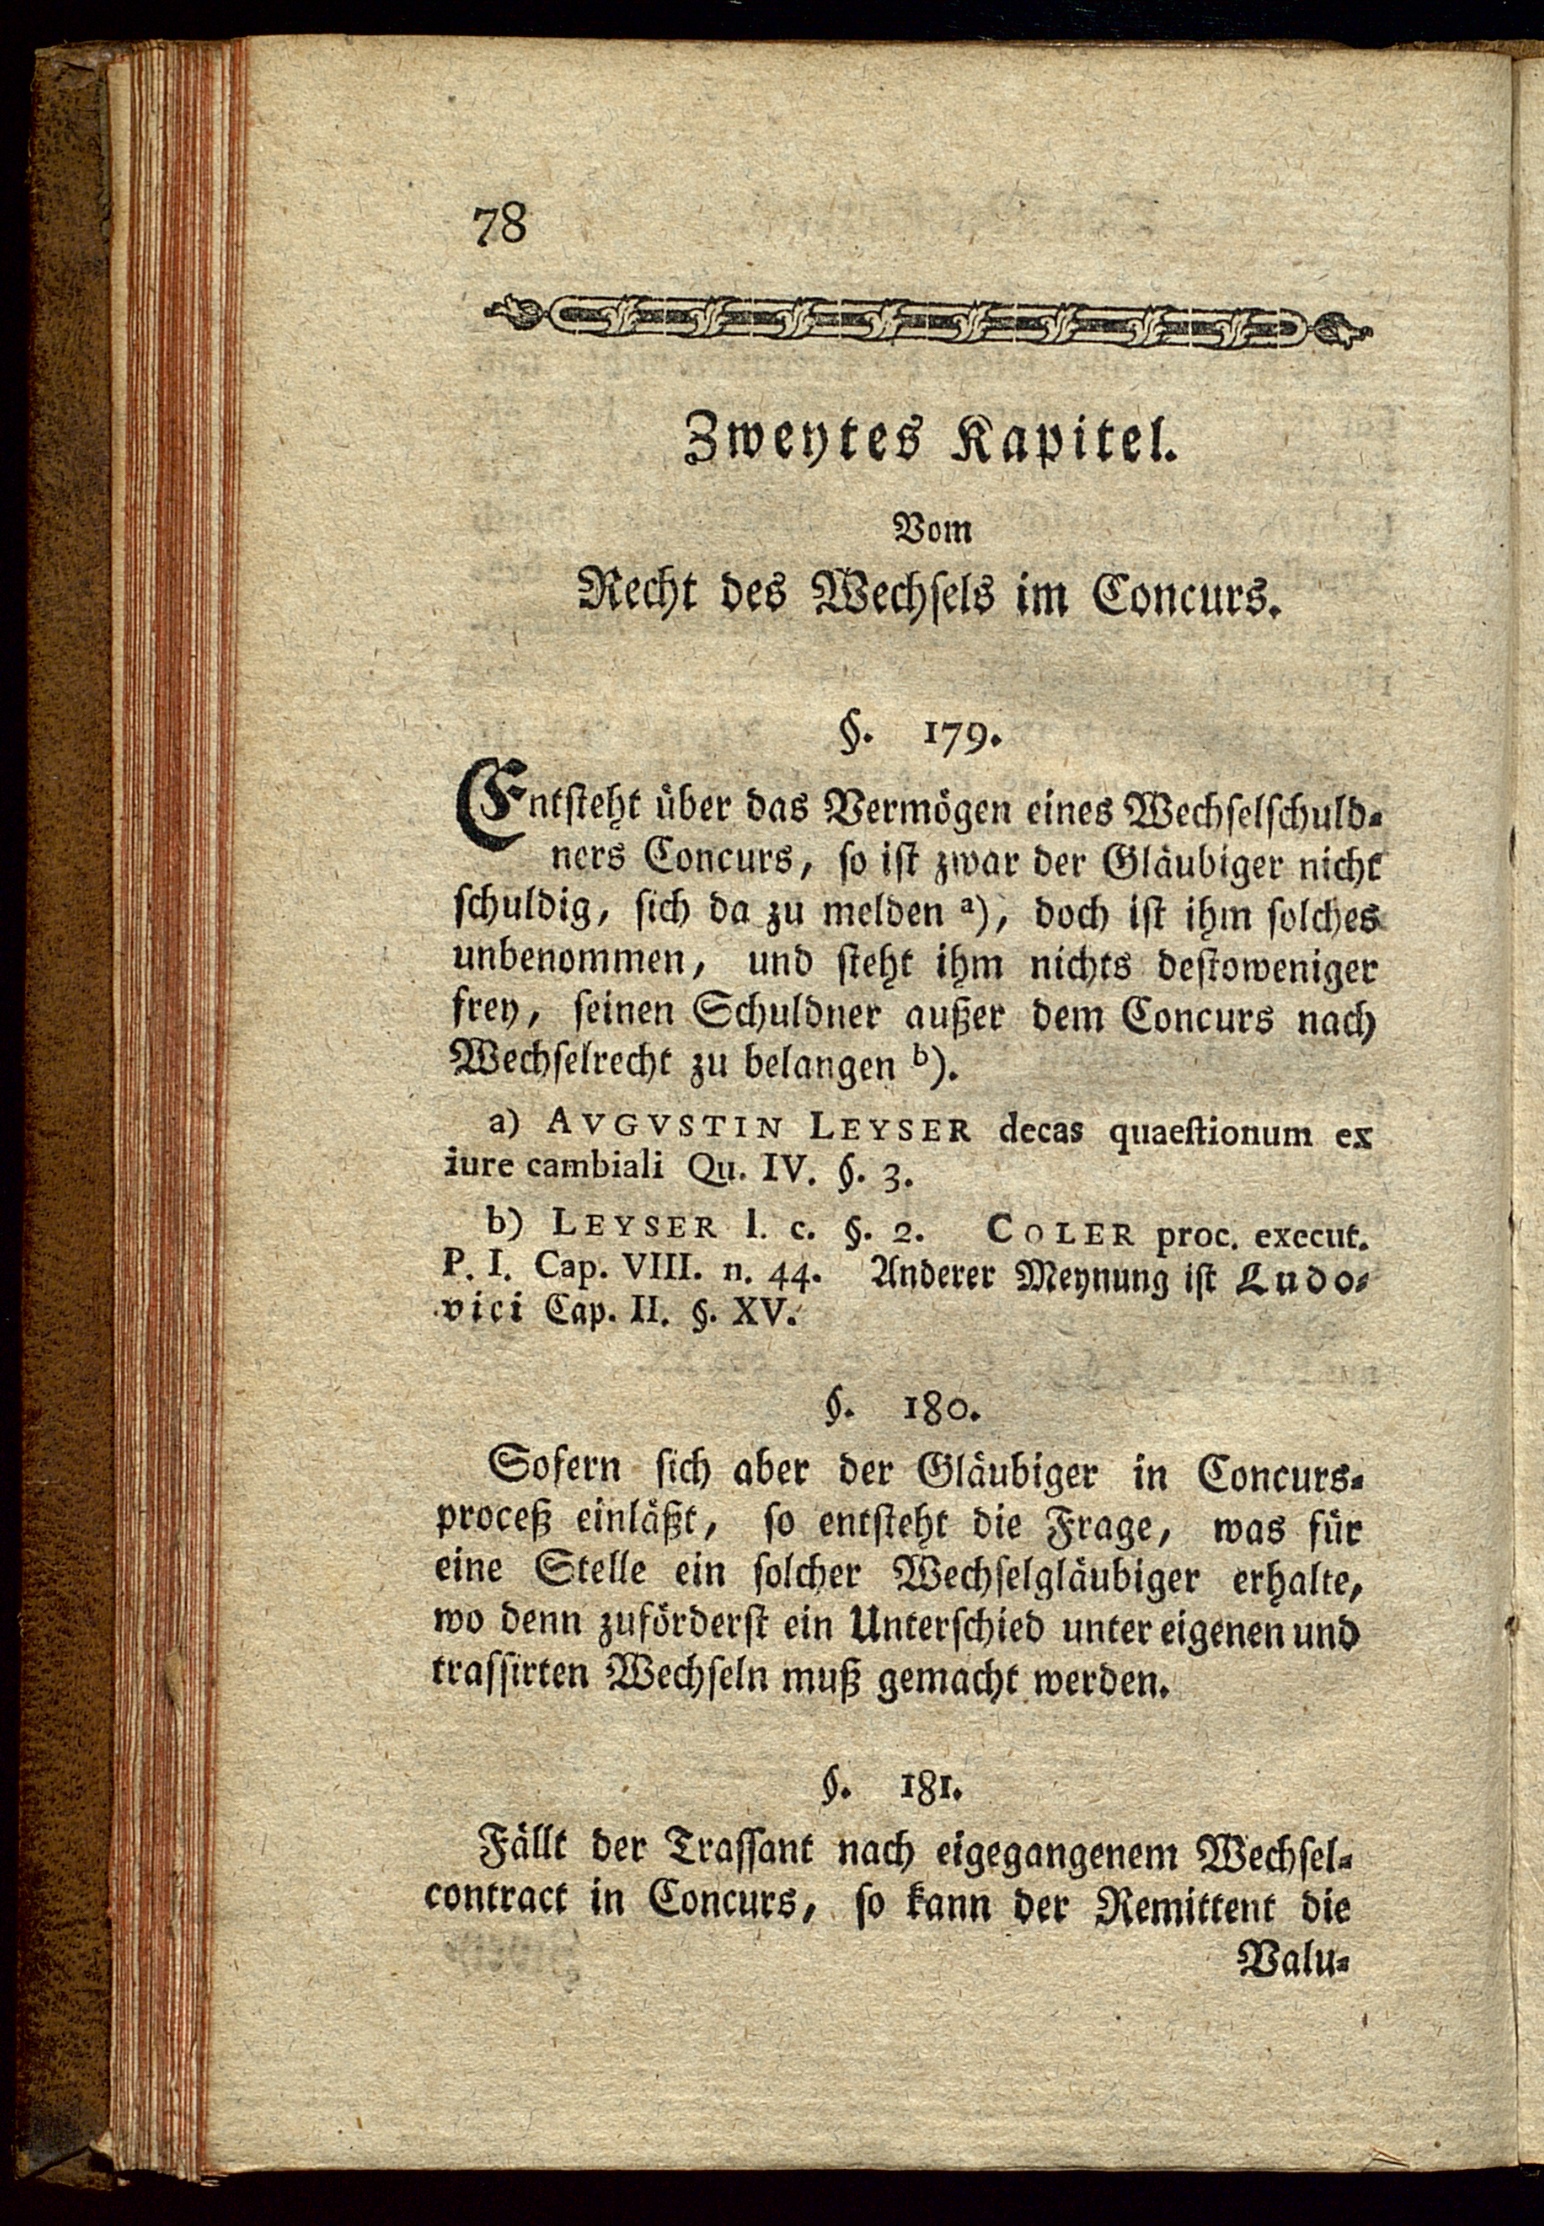 78
Zweytes Kapitel.
Vom
Recht des Wechsels im Concurs.
§. 179.
Entsteht über das Vermögen eines Wechselschuld-
ners Concurs, so ist zwar der Gläubiger nicht
schuldig, sich da zu melden a), doch ist ihm solches
unbenommen, und steht ihm nichts destoweniger
frey, seinen Schuldner außer dem Concurs nach
Wechselrecht zu belangen b).
a) AVGVSTIN LEYSER decas quaestionum ex
iure cambiali Qu. IV. §. 3.
b) LEYSER l. c. §. 2. COLER proc. execut.
P. I. Cap. VIII. n. 44. Anderer Meynung ist Ludo-
vici Cap. II. §. XV.
§. 180.
Sofern sich aber der Gläubiger in Concurs-
proceß einläßt, so entsteht die Frage, was für
eine Stelle ein solcher Wechselgläubiger erhalte,
wo denn zuförderst ein Unterschied unter eigenen und
trassirten Wechseln muß gemacht werden.
§. 181.
Fällt der Trassant nach eigegangenem Wechsel-
contract in Concurs, so kann der Remittent die
Valu-